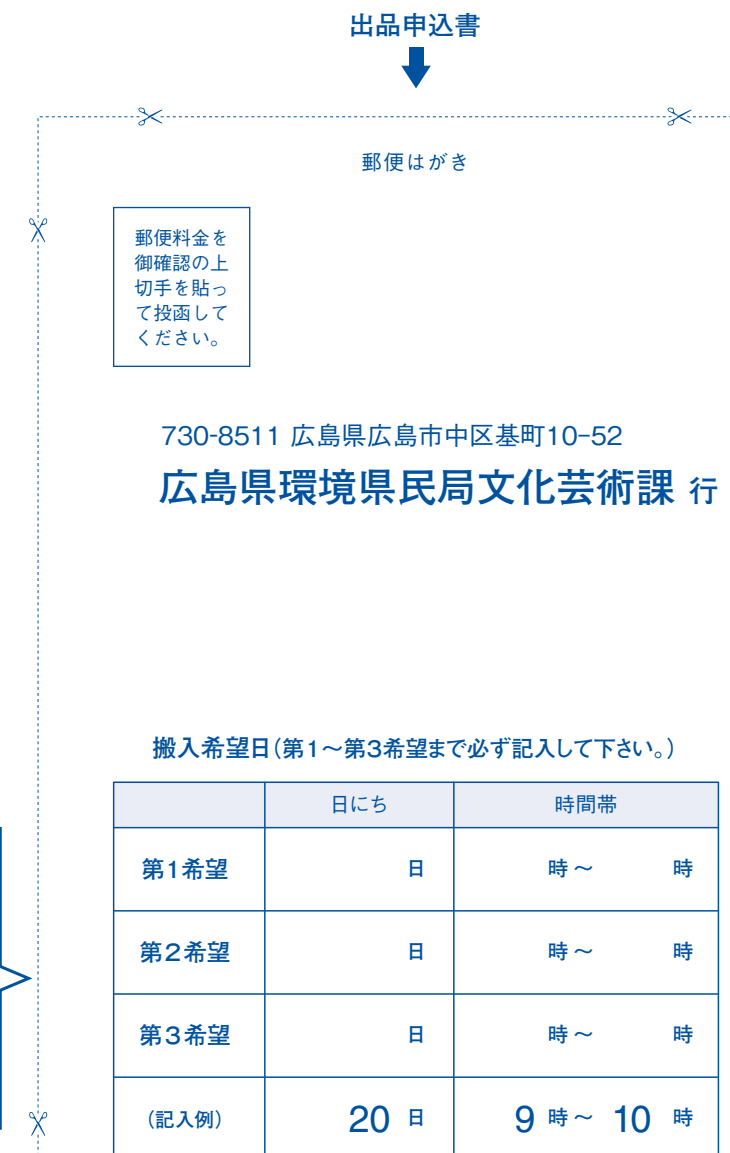 出品申込書
郵便はがき
郵便料金を
御確認の上
切手を貼っ
て投函して
ください。
730-8511 広島県広島市中区基町10-52
広島県環境県民局文化芸術課 行
搬入希望日(第1～第3希望まで必ず記入して下さい。)
日にち 時間帯
第1希望 日 時～ 時
第2希望 日 時～ 時
第3希望 日 時～ 時
(記入例) 20 日 9 時～ 10 時